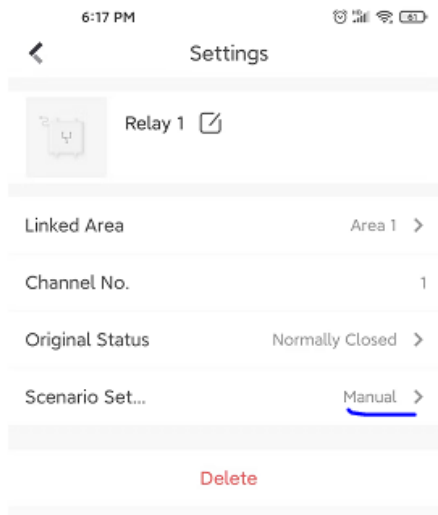 6:17 PM 61
Settings
Relay 1
Linked Area Area 1
Channel No. 1
Original Status Normally Closed
Scenario Set... Manual
Delete